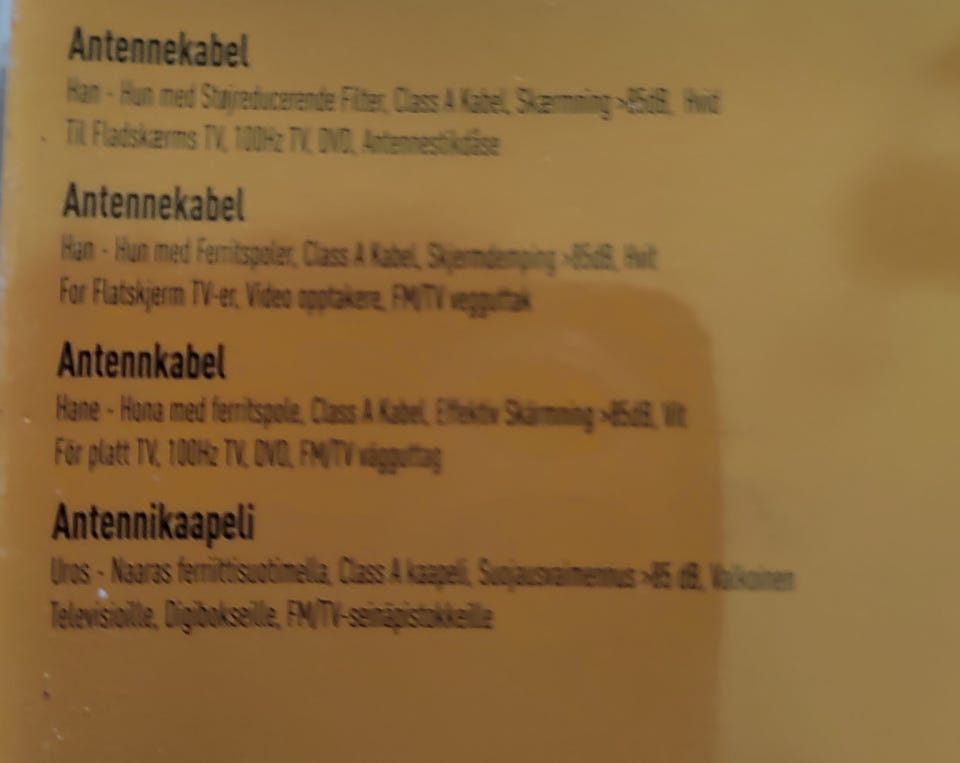 Antennekabel
Han - Hun med Støjreducerende Filter, Class A Kabel, Skærmning >85dB, Hvid
Til Fladskærms TV, 100Hz TV, DVD, Antennestikdåse
Antennekabel
Han - Hun med Ferritspoler, Class A Kabel, Skjermdemping >85dB, Hvit
For Flatskjerm TV-er, Video opptakere, FM/TV vegguttak
Antennkabel
Hane - Hona med ferritspole, Class A Kabel, Effektiv Skärmning >85dB, Vit
För platt TV, 100Hz TV, DVD, FM/TV vägguttag
Antennikaapeli
Uros - Naaras ferriittisuotimella, Class A kaapeli, Suojausvaimennus >85 dB, Valkoinen
Televisioille, Digibokseille, FM/TV-seinäpistokkeille